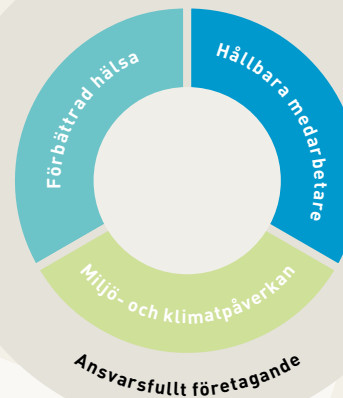 Förbättrad hälsa
Hållbara medarbetare
Miljö- och klimatpåverkan
Ansvarsfullt företagande